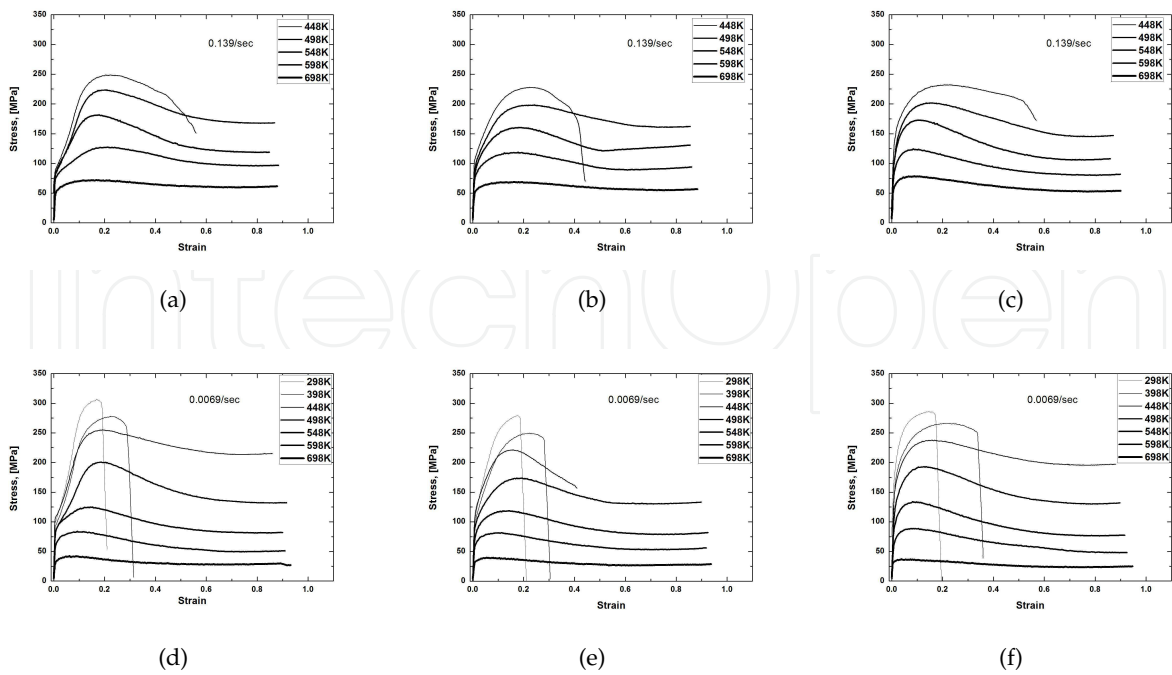 350
300
250
200
150
100
50
0
Stress, [MPa]
0.0 0.2 0.4 0.6 0.8 1.0
Strain
0.139/sec
448K
498K
548K
598K
698K
(a)
350
300
250
200
150
100
50
0
Stress, [MPa]
0.0 0.2 0.4 0.6 0.8 1.0
Strain
0.139/sec
448K
498K
548K
598K
698K
(b)
350
300
250
200
150
100
50
0
Stress, [MPa]
0.0 0.2 0.4 0.6 0.8 1.0
Strain
0.139/sec
448K
498K
548K
598K
698K
(c)
IntechOpen
350
300
250
200
150
100
50
0
Stress, [MPa]
0.0 0.2 0.4 0.6 0.8 1.0
Strain
0.0069/sec
298K
398K
448K
498K
548K
598K
698K
(d)
350
300
250
200
150
100
50
0
Stress, [MPa]
0.0 0.2 0.4 0.6 0.8 1.0
Strain
0.0069/sec
298K
398K
448K
498K
548K
598K
698K
(e)
350
300
250
200
150
100
50
0
Stress, [MPa]
0.0 0.2 0.4 0.6 0.8 1.0
Strain
0.0069/sec
298K
398K
448K
498K
548K
598K
698K
(f)